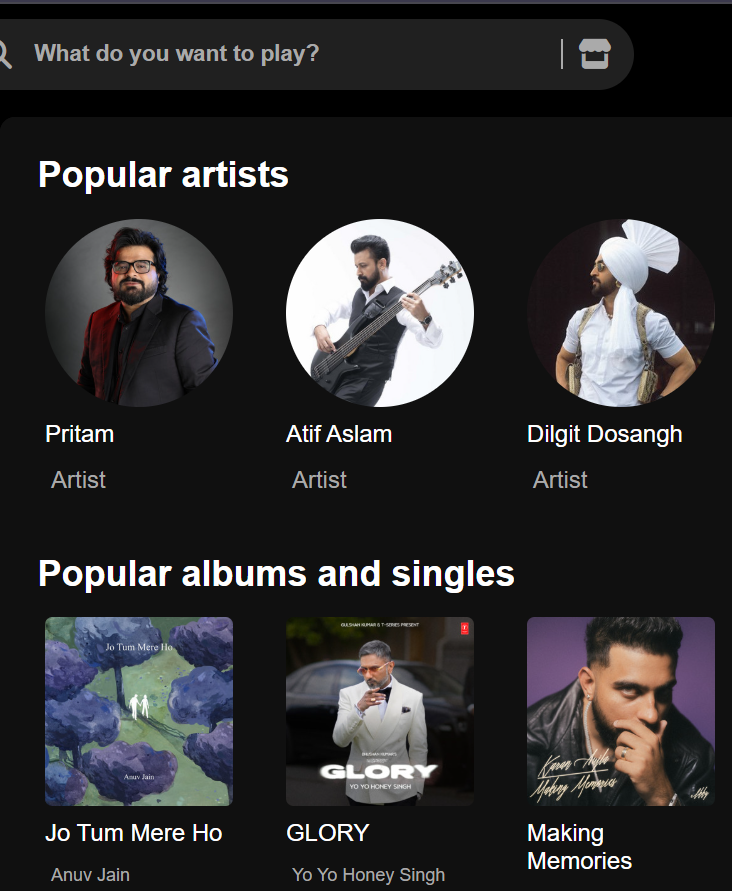 What do you want to play?
Popular artists
Pritam
Atif Aslam
Dilgit Dosangh
Artist
Artist
Artist
Popular albums and singles
Jo Tum Mere Ho
Anuv Jain
GULSHAN KUMAR & T-SERIES PRESENT
GULSHAN KUMAR'S
GLORY
YO YO HONEY SINGH
Karan Aujla
Making Memories
Jo Tum Mere Ho
GLORY
Making
Memories
Anuv Jain
Yo Yo Honey Singh